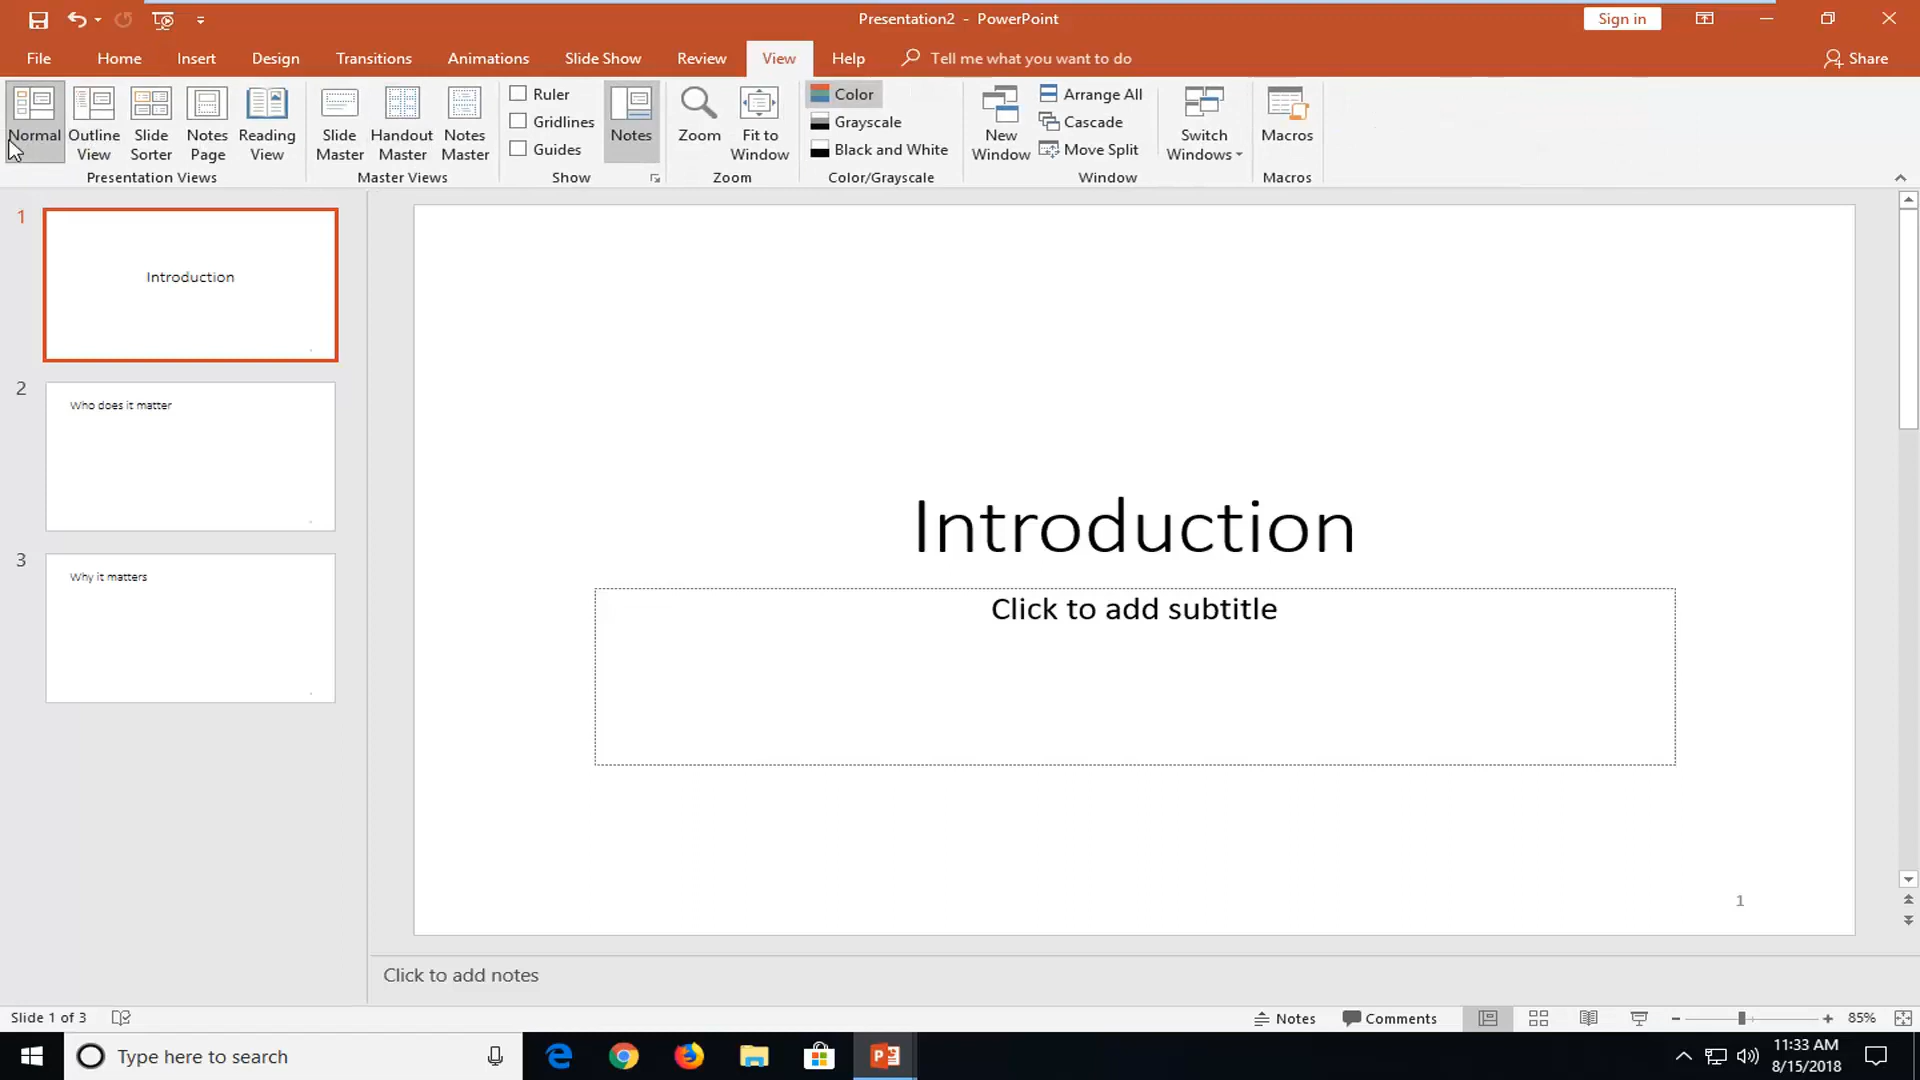 Presentation2 - PowerPoint
Sign in
File Home Insert Design Transitions Animations Slide Show Review View Help Tell me what you want to do Share
Normal
Outline View
Slide Sorter
Notes Page
Reading View
Presentation Views
Slide Master
Handout Master
Notes Master
Master Views
Ruler
Gridlines
Guides
Show
Notes
Zoom
Fit to Window
Zoom
Color
Grayscale
Black and White
Color/Grayscale
New Window
Arrange All
Cascade
Move Split
Window
Switch Windows
Macros
Macros
1
Introduction
2
Who does it matter
3
Why it matters
Introduction
Click to add subtitle
1
Click to add notes
Slide 1 of 3
Notes
Comments
85%
Type here to search
11:33 AM
8/15/2018